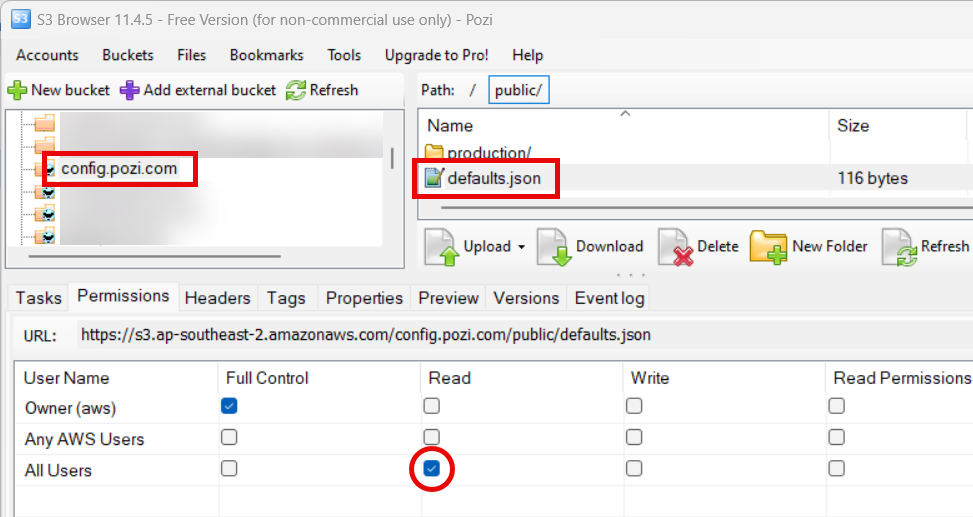 S3 S3 Browser 11.4.5 - Free Version (for non-commercial use only) - Pozi
Accounts Buckets Files Bookmarks Tools Upgrade to Pro! Help
New bucket Add external bucket Refresh
Path: / public/
Name Size
production/
config.pozi.com
defaults.json 116 bytes
Upload Download Delete New Folder Refresh
Tasks Permissions Headers Tags Properties Preview Versions Event log
URL: https://s3.ap-southeast-2.amazonaws.com/config.pozi.com/public/defaults.json
User Name Full Control Read Write Read Permissions
Owner (aws)
Any AWS Users
All Users